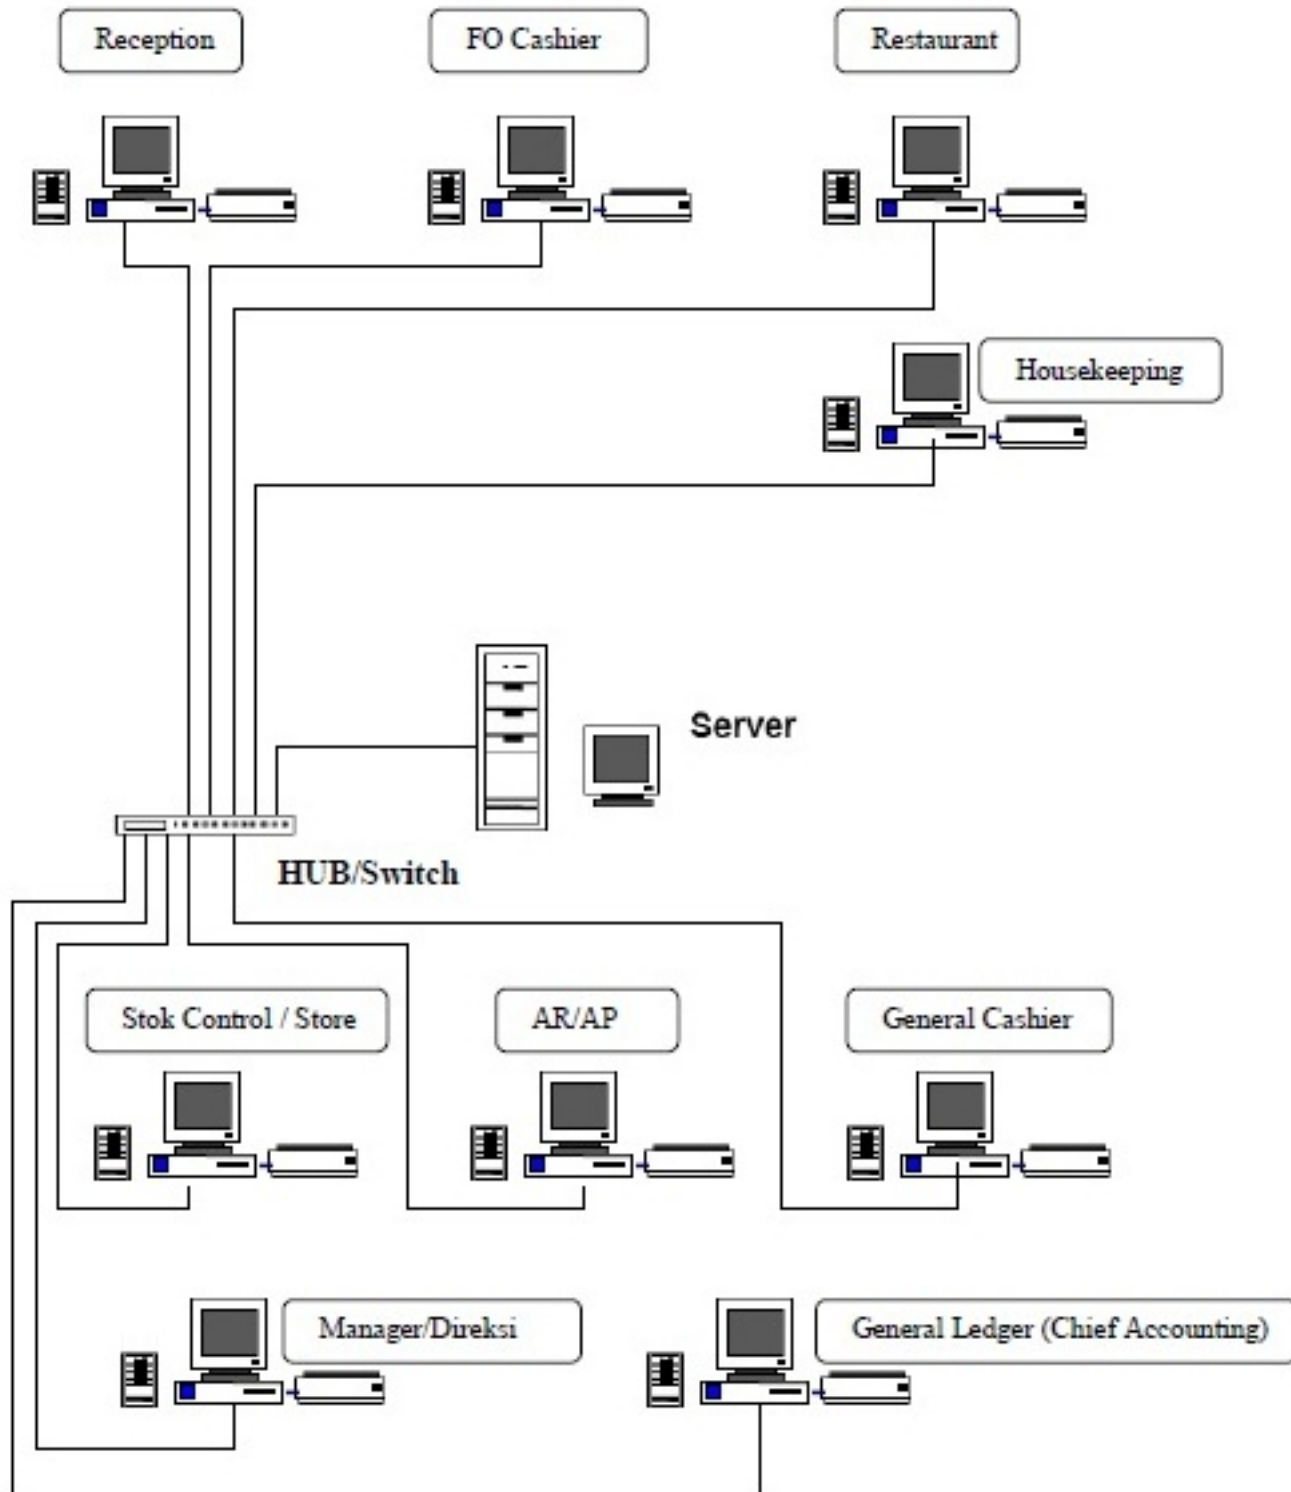 Reception
FO Cashier
Restaurant
Housekeeping
Server
HUB/Switch
Stok Control / Store
AR/AP
General Cashier
Manager/Direksi
General Ledger (Chief Accounting)